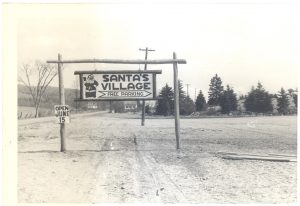 SANTA'S
VILLAGE
FREE PARKING
OPEN
JUNE
15